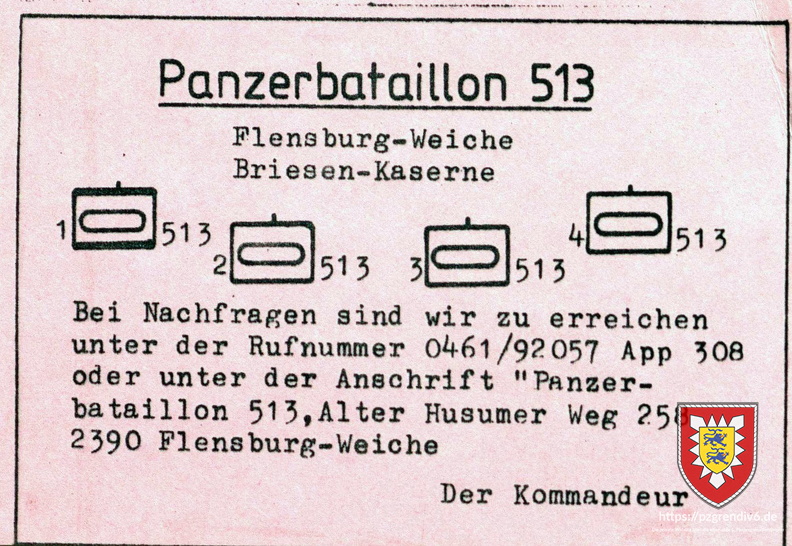 Panzerbataillon 513
Flensburg-Weiche
Briesen-Kaserne
1 513
2 513
3 513
4 513
Bei Nachfragen sind wir zu erreichen
unter der Rufnummer 0461/92057 App 308
oder unter der Anschrift "Panzer-
bataillon 513,Alter Husumer Weg 258
2390 Flensburg-Weiche
Der Kommandeur
https://pzgrendiv6.de